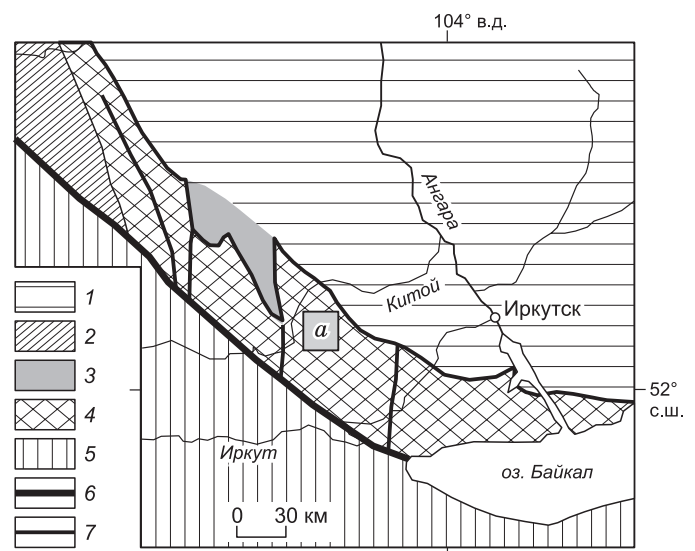 104° в.д.
Ангара
Китой
Иркутск
а
52°
с.ш.
Иркут
оз. Байкал
0 30 км
1
2
3
4
5
6
7